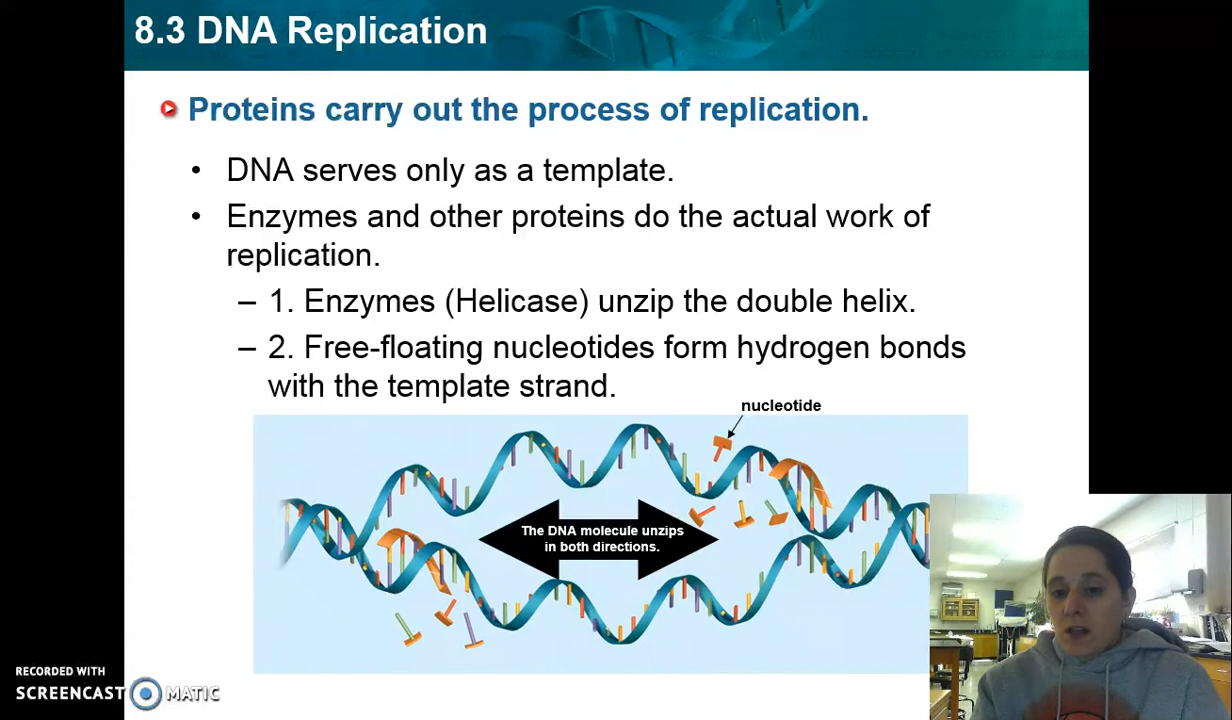 8.3 DNA Replication
Proteins carry out the process of replication.
• DNA serves only as a template.
• Enzymes and other proteins do the actual work of
replication.
– 1. Enzymes (Helicase) unzip the double helix.
– 2. Free-floating nucleotides form hydrogen bonds
with the template strand.
nucleotide
The DNA molecule unzips
in both directions.
RECORDED WITH
SCREENCAST MATIC